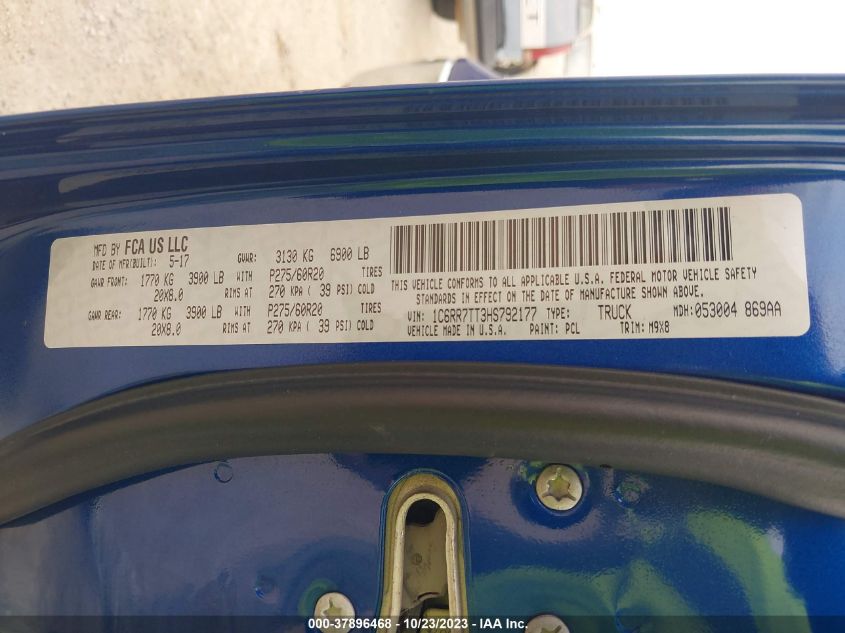 MFD BY FCA US LLC
DATE OF MFR(BUILT): 5-17 GVWR: 3130 KG 6900 LB
GAWR FRONT: 1770 KG 3900 LB WITH P275/60R20 TIRES
20X8.0 RIMS AT 270 KPA ( 39 PSI) COLD
GAWR REAR: 1770 KG 3900 LB WITH P275/60R20 TIRES
20X8.0 RIMS AT 270 KPA ( 39 PSI) COLD
THIS VEHICLE CONFORMS TO ALL APPLICABLE U.S.A. FEDERAL MOTOR VEHICLE SAFETY
STANDARDS IN EFFECT ON THE DATE OF MANUFACTURE SHOWN ABOVE.
VIN: 1C6RR7TT3HS792177 TYPE: TRUCK MDH: 053004 869AA
VEHICLE MADE IN U.S.A. PAINT: PCL TRIM: M9X8
000-37896468 - 10/23/2023 - IAA Inc.